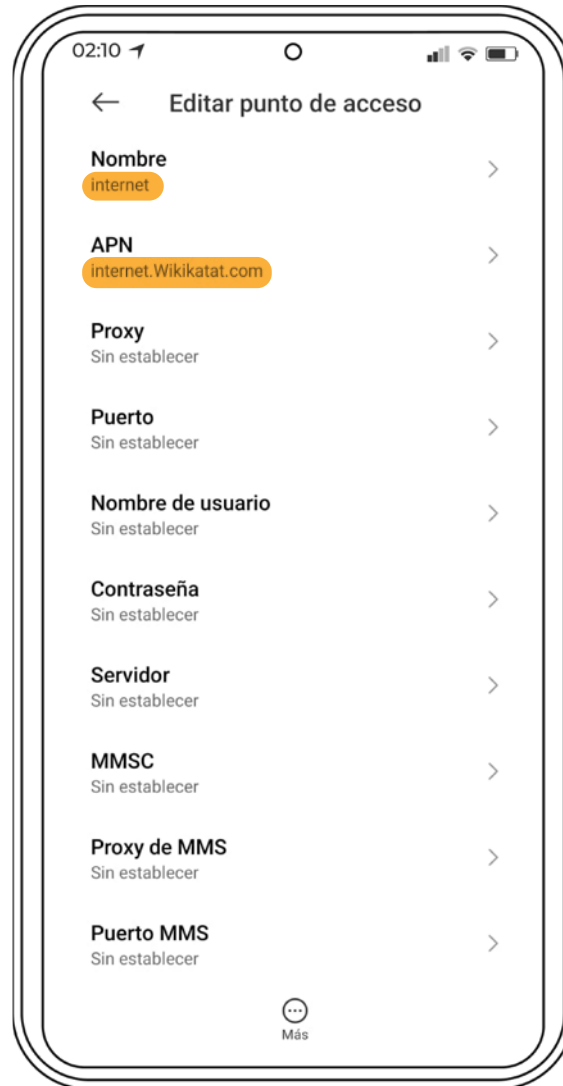 02:10
Editar punto de acceso
Nombre
internet
APN
internet.Wikikatat.com
Proxy
Sin establecer
Puerto
Sin establecer
Nombre de usuario
Sin establecer
Contraseña
Sin establecer
Servidor
Sin establecer
MMSC
Sin establecer
Proxy de MMS
Sin establecer
Puerto MMS
Sin establecer
Más